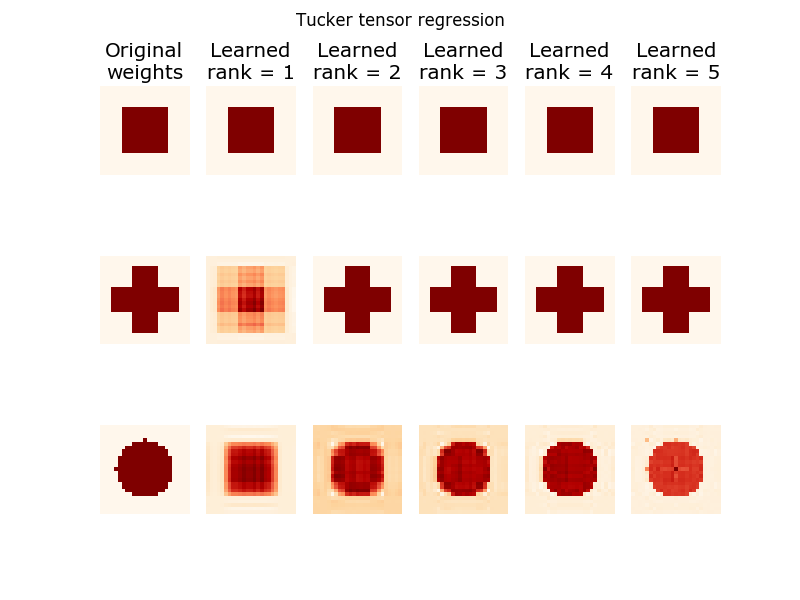 Tucker tensor regression
Original
weights
Learned
rank = 1
Learned
rank = 2
Learned
rank = 3
Learned
rank = 4
Learned
rank = 5